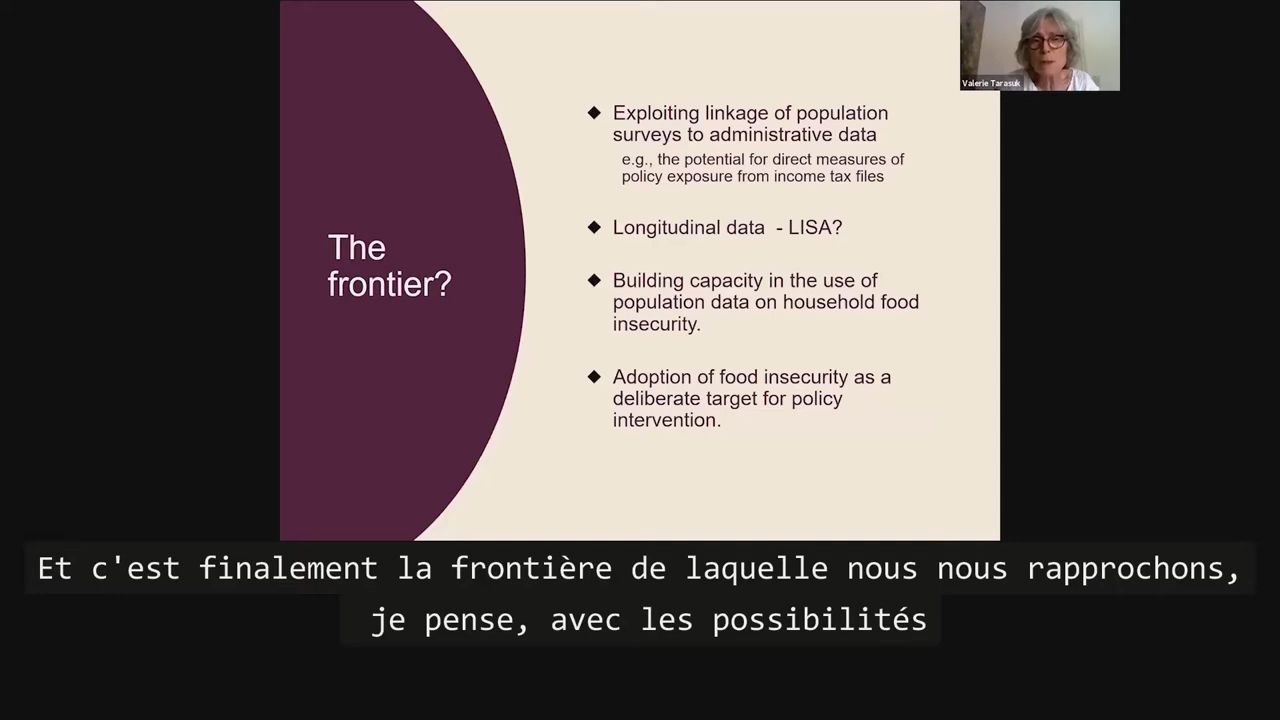 Valerie Tarasuk
The
frontier?
◆ Exploiting linkage of population
surveys to administrative data
e.g., the potential for direct measures of
policy exposure from income tax files
◆ Longitudinal data - LISA?
◆ Building capacity in the use of
population data on household food
insecurity.
◆ Adoption of food insecurity as a
deliberate target for policy
intervention.
Et c'est finalement la frontière de laquelle nous nous rapprochons,
je pense, avec les possibilités